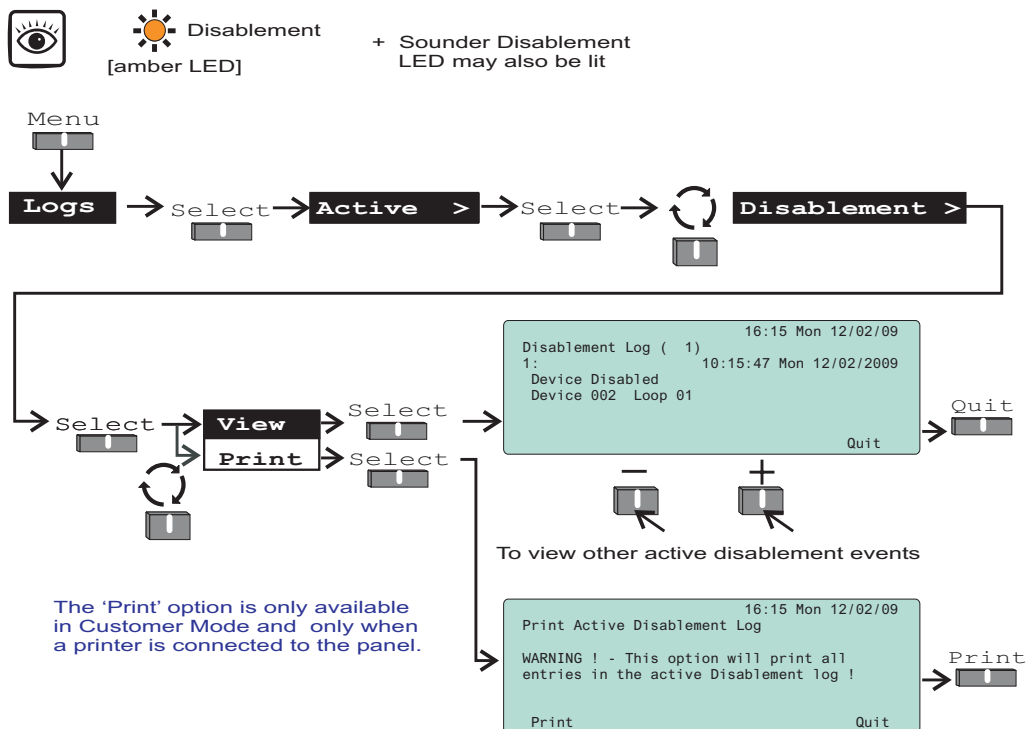 Disablement
[amber LED]
+ Sounder Disablement
LED may also be lit
Menu
Logs
Select
Active >
Select
Disablement >
Select
View
Print
Select
Select
16:15 Mon 12/02/09
Disablement Log ( 1)
1: 10:15:47 Mon 12/02/2009
Device Disabled
Device 002 Loop 01
Quit
Quit
− +
To view other active disablement events
The ‘Print’ option is only available
in Customer Mode and only when
a printer is connected to the panel.
16:15 Mon 12/02/09
Print Active Disablement Log
WARNING ! - This option will print all
entries in the active Disablement log !
Print Quit
Print